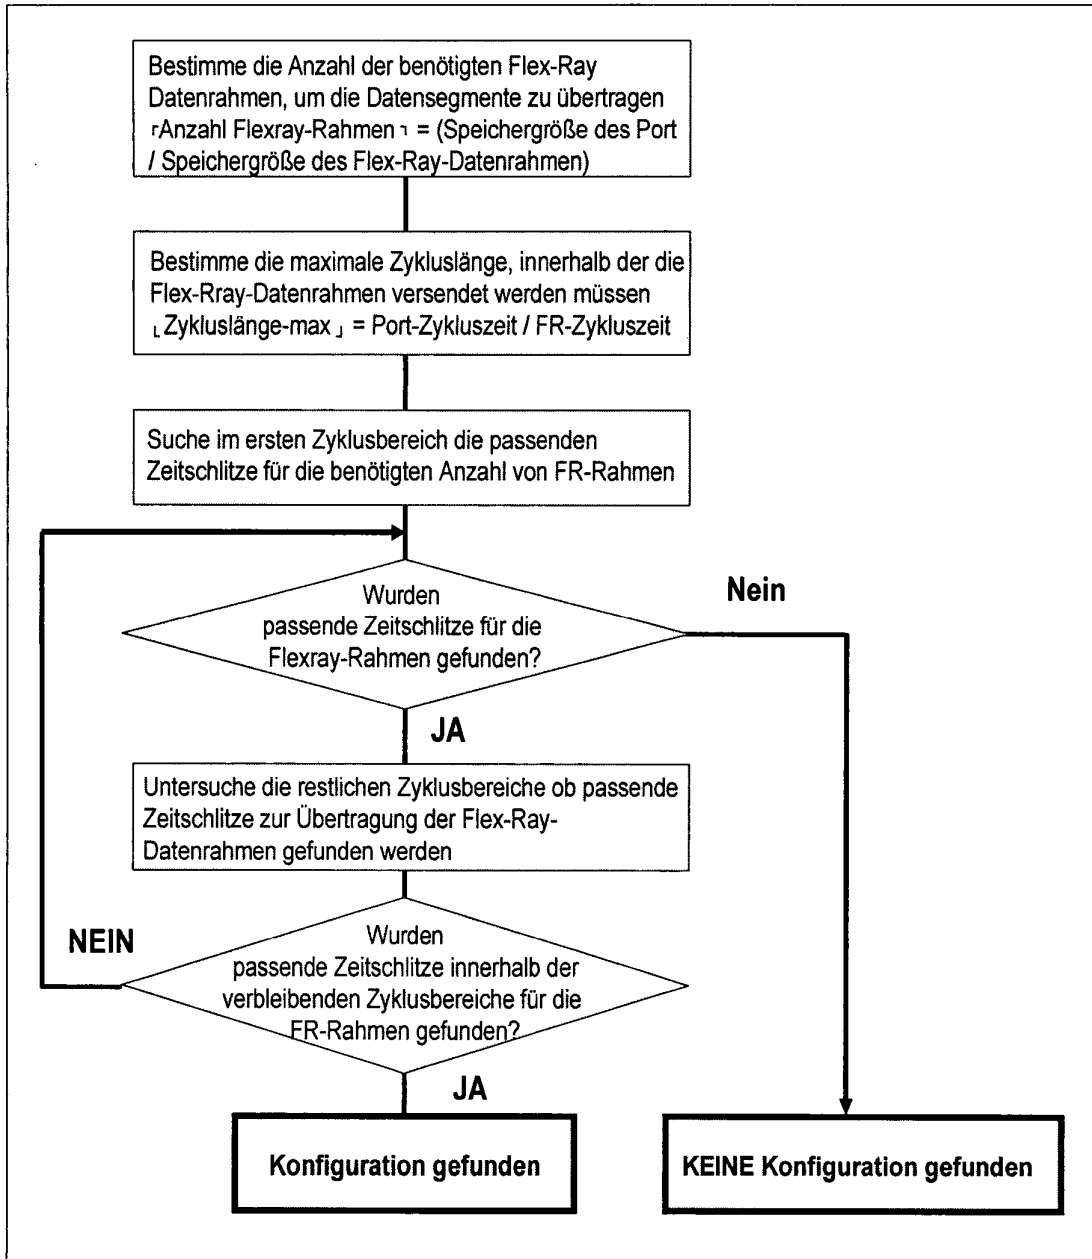 Bestimme die Anzahl der benötigten Flex-Ray
Datenrahmen, um die Datensegmente zu übertragen
⌜Anzahl Flexray-Rahmen⌝ = (Speichergröße des Port
/ Speichergröße des Flex-Ray-Datenrahmen)
Bestimme die maximale Zykluslänge, innerhalb der die
Flex-Rray-Datenrahmen versendet werden müssen
⌞Zykluslänge-max⌟ = Port-Zykluszeit / FR-Zykluszeit
Suche im ersten Zyklusbereich die passenden
Zeitschlitze für die benötigten Anzahl von FR-Rahmen
Wurden
passende Zeitschlitze für die
Flexray-Rahmen gefunden?
Nein
JA
Untersuche die restlichen Zyklusbereiche ob passende
Zeitschlitze zur Übertragung der Flex-Ray-
Datenrahmen gefunden werden
NEIN
Wurden
passende Zeitschlitze innerhalb der
verbleibenden Zyklusbereiche für die
FR-Rahmen gefunden?
JA
Konfiguration gefunden
KEINE Konfiguration gefunden